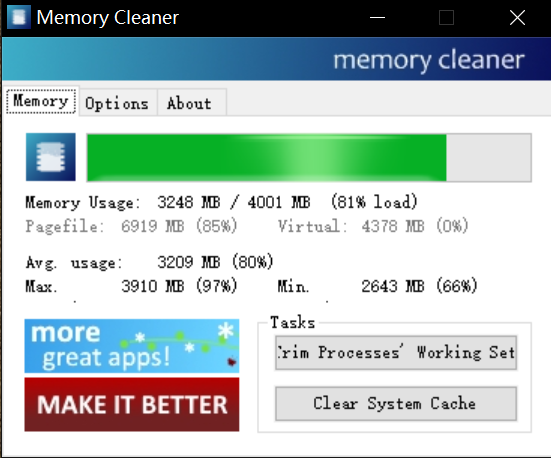 Memory Cleaner
memory cleaner
Memory Options About
Memory Usage: 3248 MB / 4001 MB (81% load)
Pagefile: 6919 MB (85%) Virtual: 4378 MB (0%)
Avg. usage: 3209 MB (80%)
Max. 3910 MB (97%) Min. 2643 MB (66%)
more
great apps!
MAKE IT BETTER
Tasks
rim Processes' Working Set
Clear System Cache